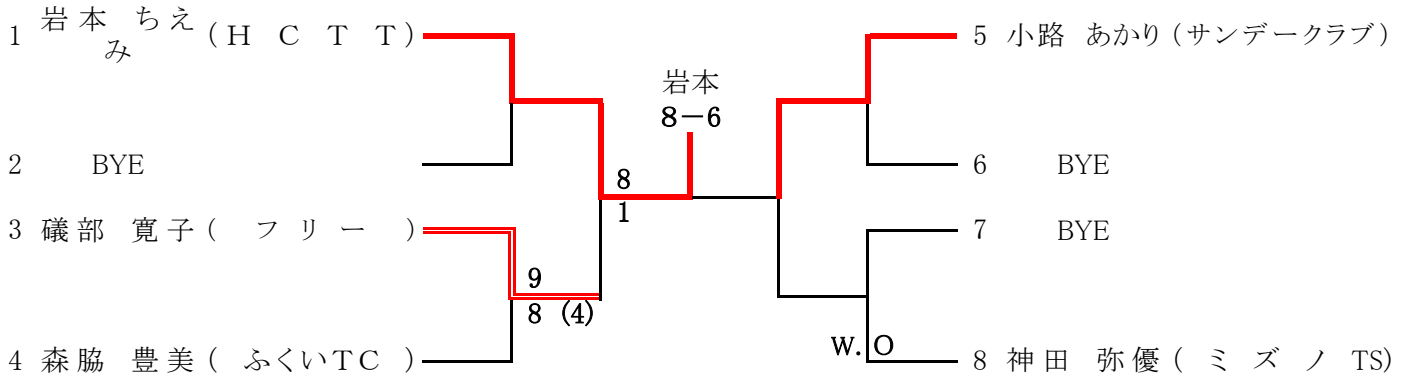 1 岩本 ちえみ (HCTT)
2 BYE
3 礒部 寛子 ( フリー )
4 森脇 豊美 ( ふくいTC )
9
8 (4)
8
1
岩本
8－6
5 小路 あかり (サンデークラブ)
6 BYE
7 BYE
8 神田 弥優 ( ミズノ TS)
W.O